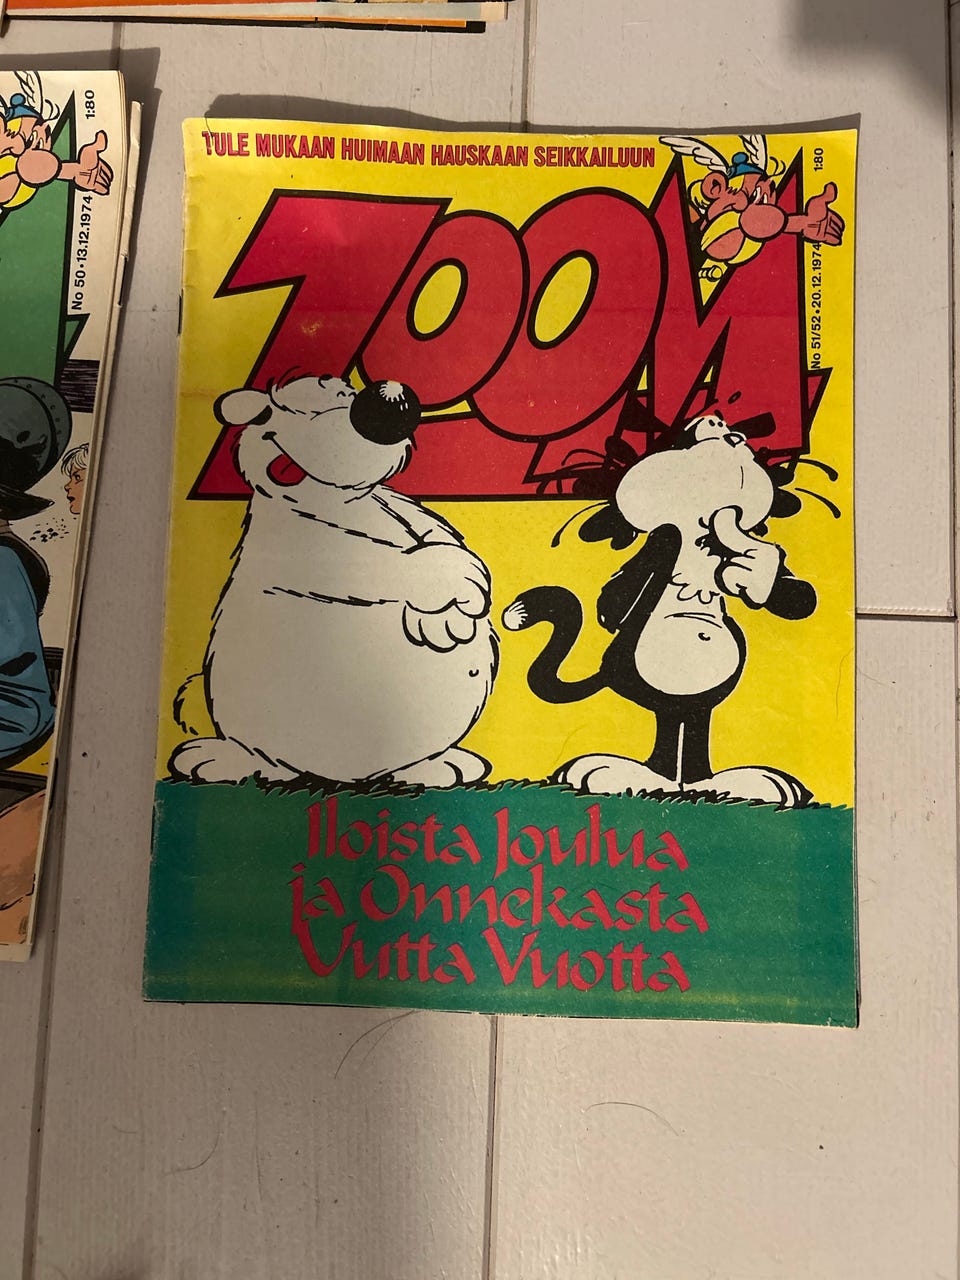 1:80
No 50 • 13.12.1974
TULE MUKAAN HUIMAAN HAUSKAAN SEIKKAILUUN
ZOOM
1:80
No 51/52 • 20.12.1974
Iloista Joulua
ja Onnekasta
Uutta Vuotta